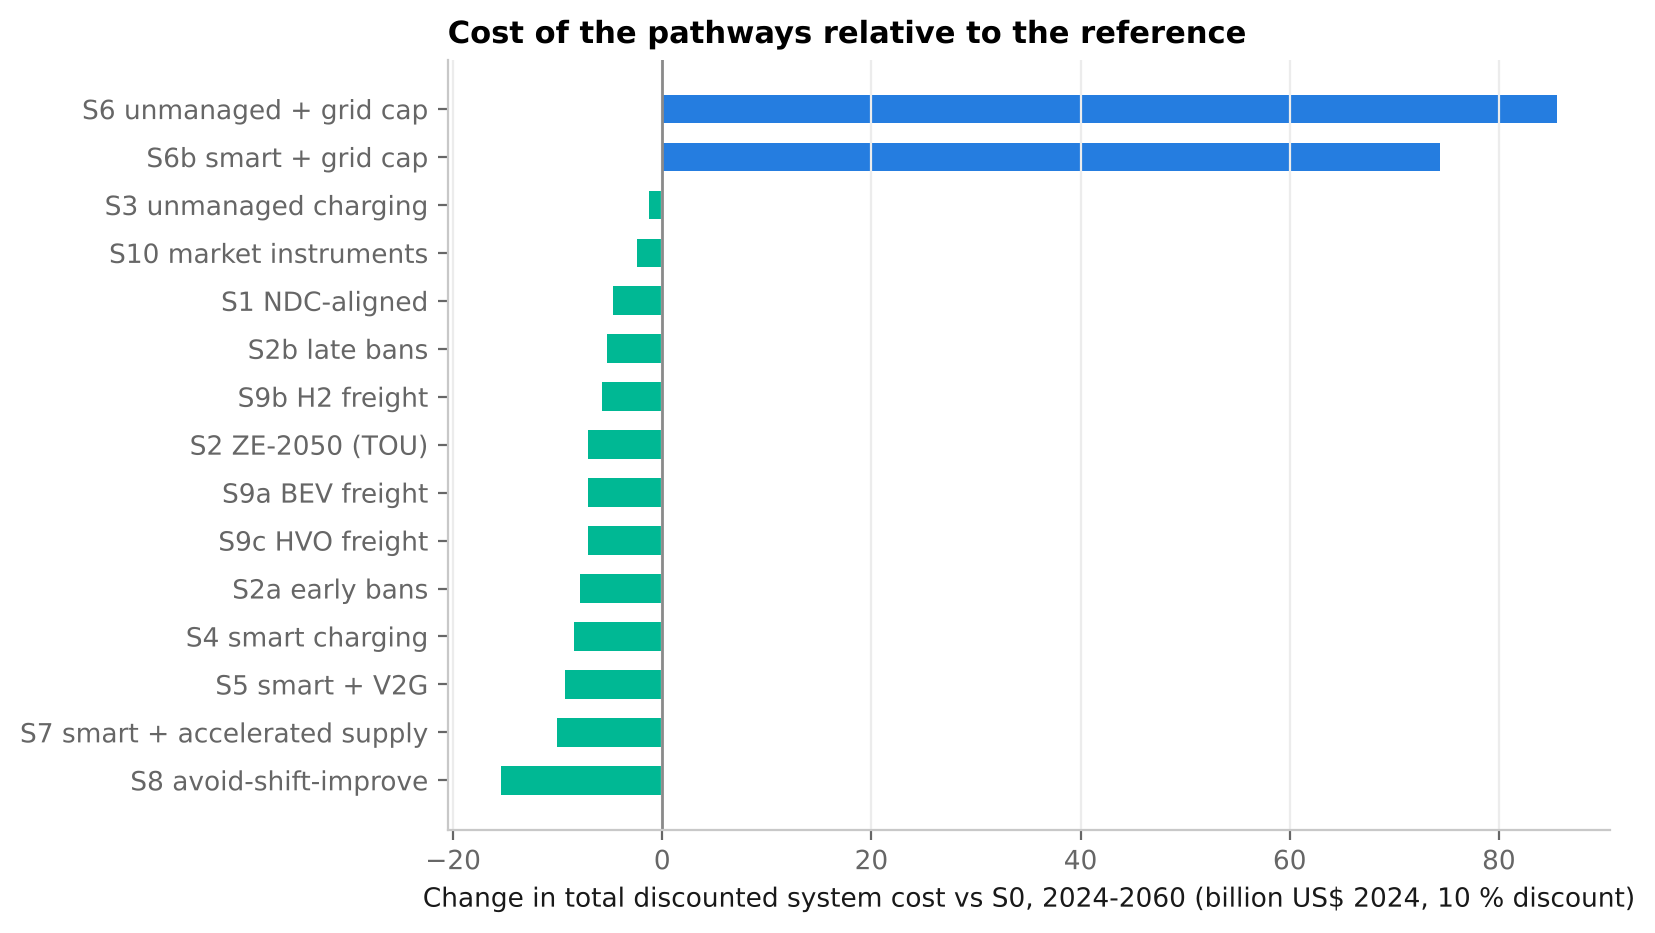 Cost of the pathways relative to the reference
S6 unmanaged + grid cap
S6b smart + grid cap
S3 unmanaged charging
S10 market instruments
S1 NDC-aligned
S2b late bans
S9b H2 freight
S2 ZE-2050 (TOU)
S9a BEV freight
S9c HVO freight
S2a early bans
S4 smart charging
S5 smart + V2G
S7 smart + accelerated supply
S8 avoid-shift-improve
−20 0 20 40 60 80
Change in total discounted system cost vs S0, 2024-2060 (billion US$ 2024, 10 % discount)